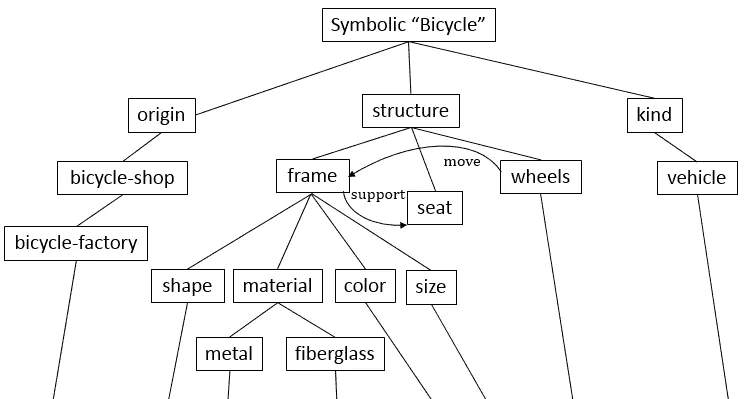 Symbolic “Bicycle”
origin
structure
kind
move
bicycle-shop
frame
wheels
vehicle
support
seat
bicycle-factory
shape
material
color
size
metal
fiberglass